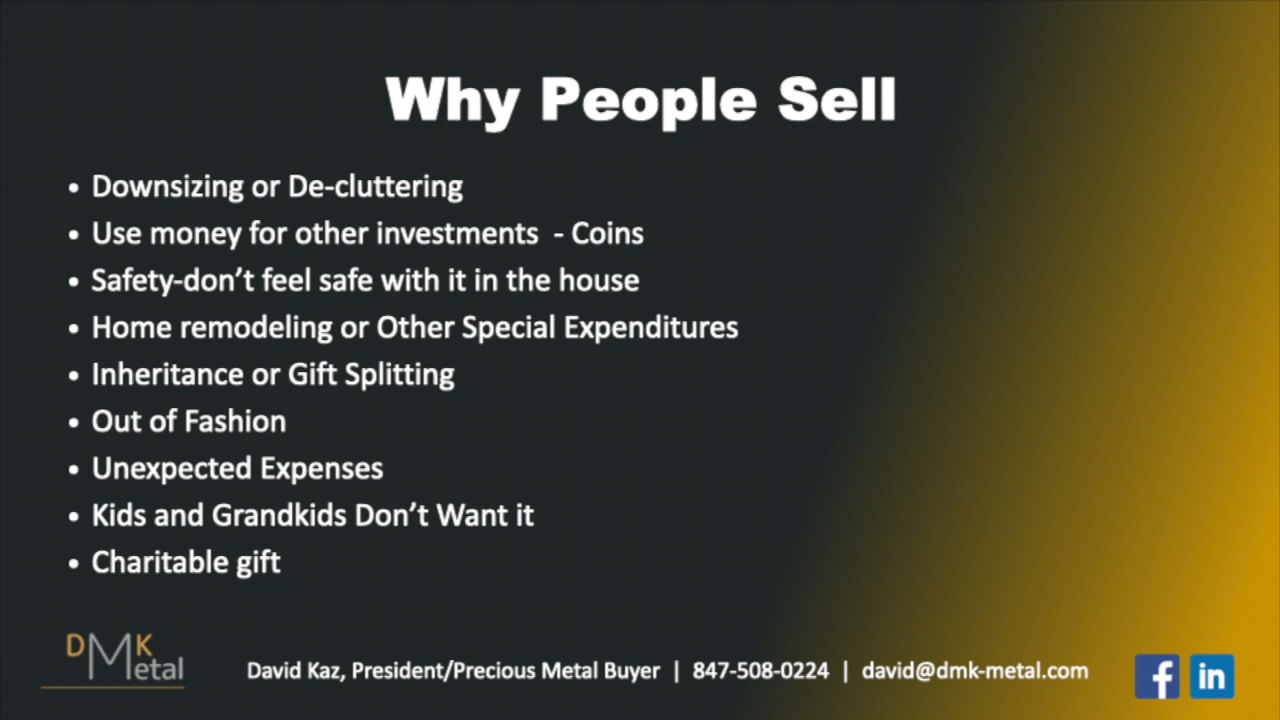 Why People Sell
• Downsizing or De-cluttering
• Use money for other investments  - Coins
• Safety-don’t feel safe with it in the house
• Home remodeling or Other Special Expenditures
• Inheritance or Gift Splitting
• Out of Fashion
• Unexpected Expenses
• Kids and Grandkids Don’t Want it
• Charitable gift
DMK Metal
David Kaz, President/Precious Metal Buyer | 847-508-0224 | david@dmk-metal.com
f in